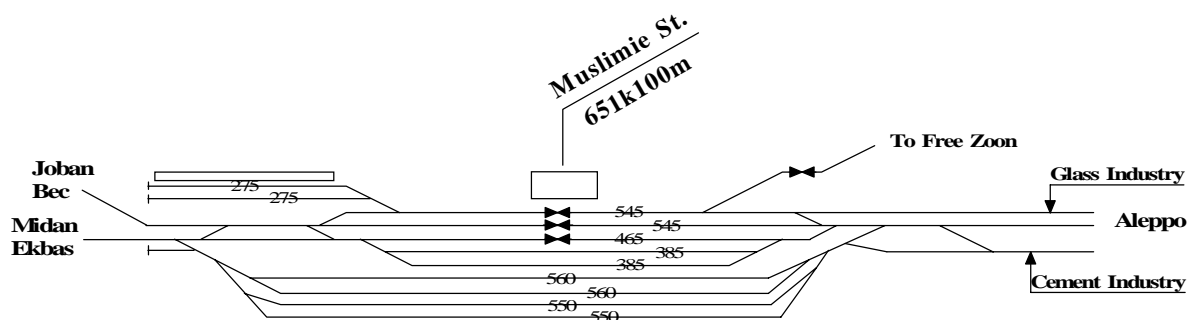 Muslimie St.
651k100m
To Free Zoon
Joban
Bec
Glass Industry
Midan
Ekbas
Aleppo
Cement Industry
275
275
545
545
465
385
385
560
560
550
550